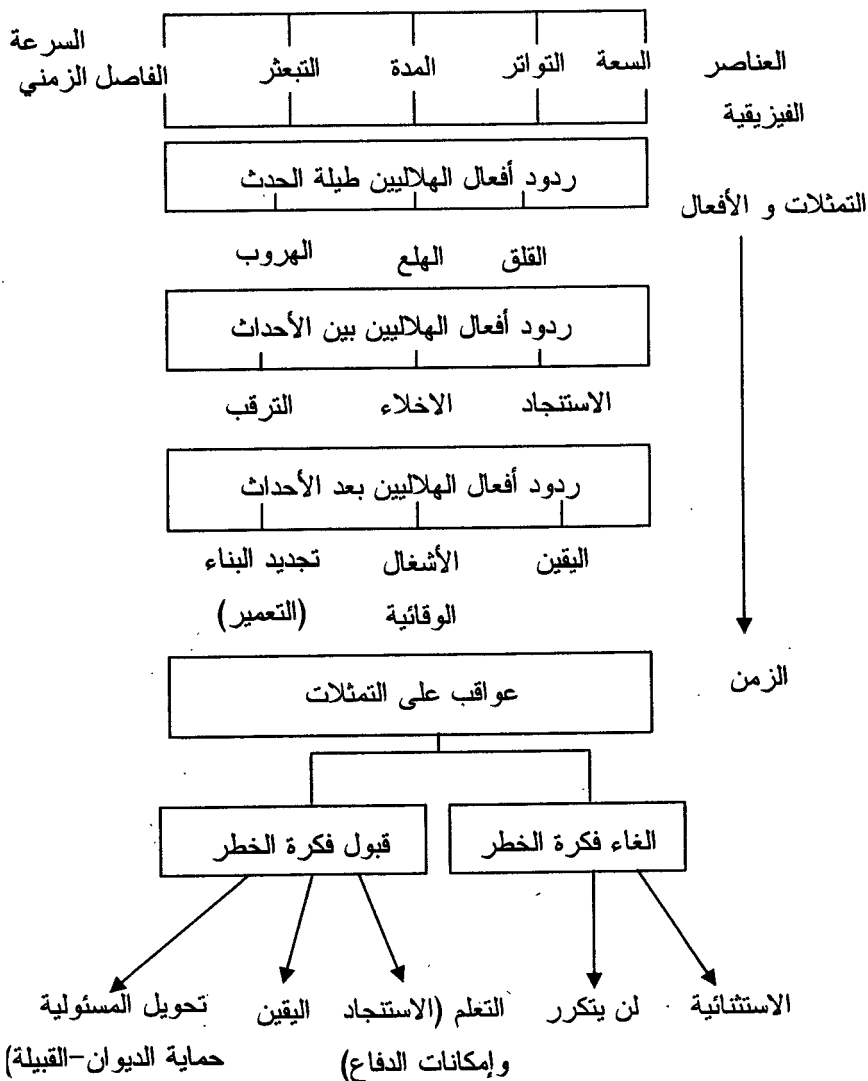 العناصر السعة التواتر المدة التبعثر السرعة
الفيزيقية الفاصل الزمني
ردود أفعال الهلاليين طيلة الحدث
التمثلات و الأفعال
القلق الهلع الهروب
ردود أفعال الهلاليين بين الأحداث
الاستنجاد الاخلاء الترقب
ردود أفعال الهلاليين بعد الأحداث
اليقين الأشغال تجديد البناء
الوقائية (التعمير)
الزمن
عواقب على التمثلات
الغاء فكرة الخطر قبول فكرة الخطر
الاستثنائية لن يتكرر التعلم (الاستنجاد اليقين تحويل المسئولية
وإمكانات الدفاع) حماية الديوان-القبيلة)